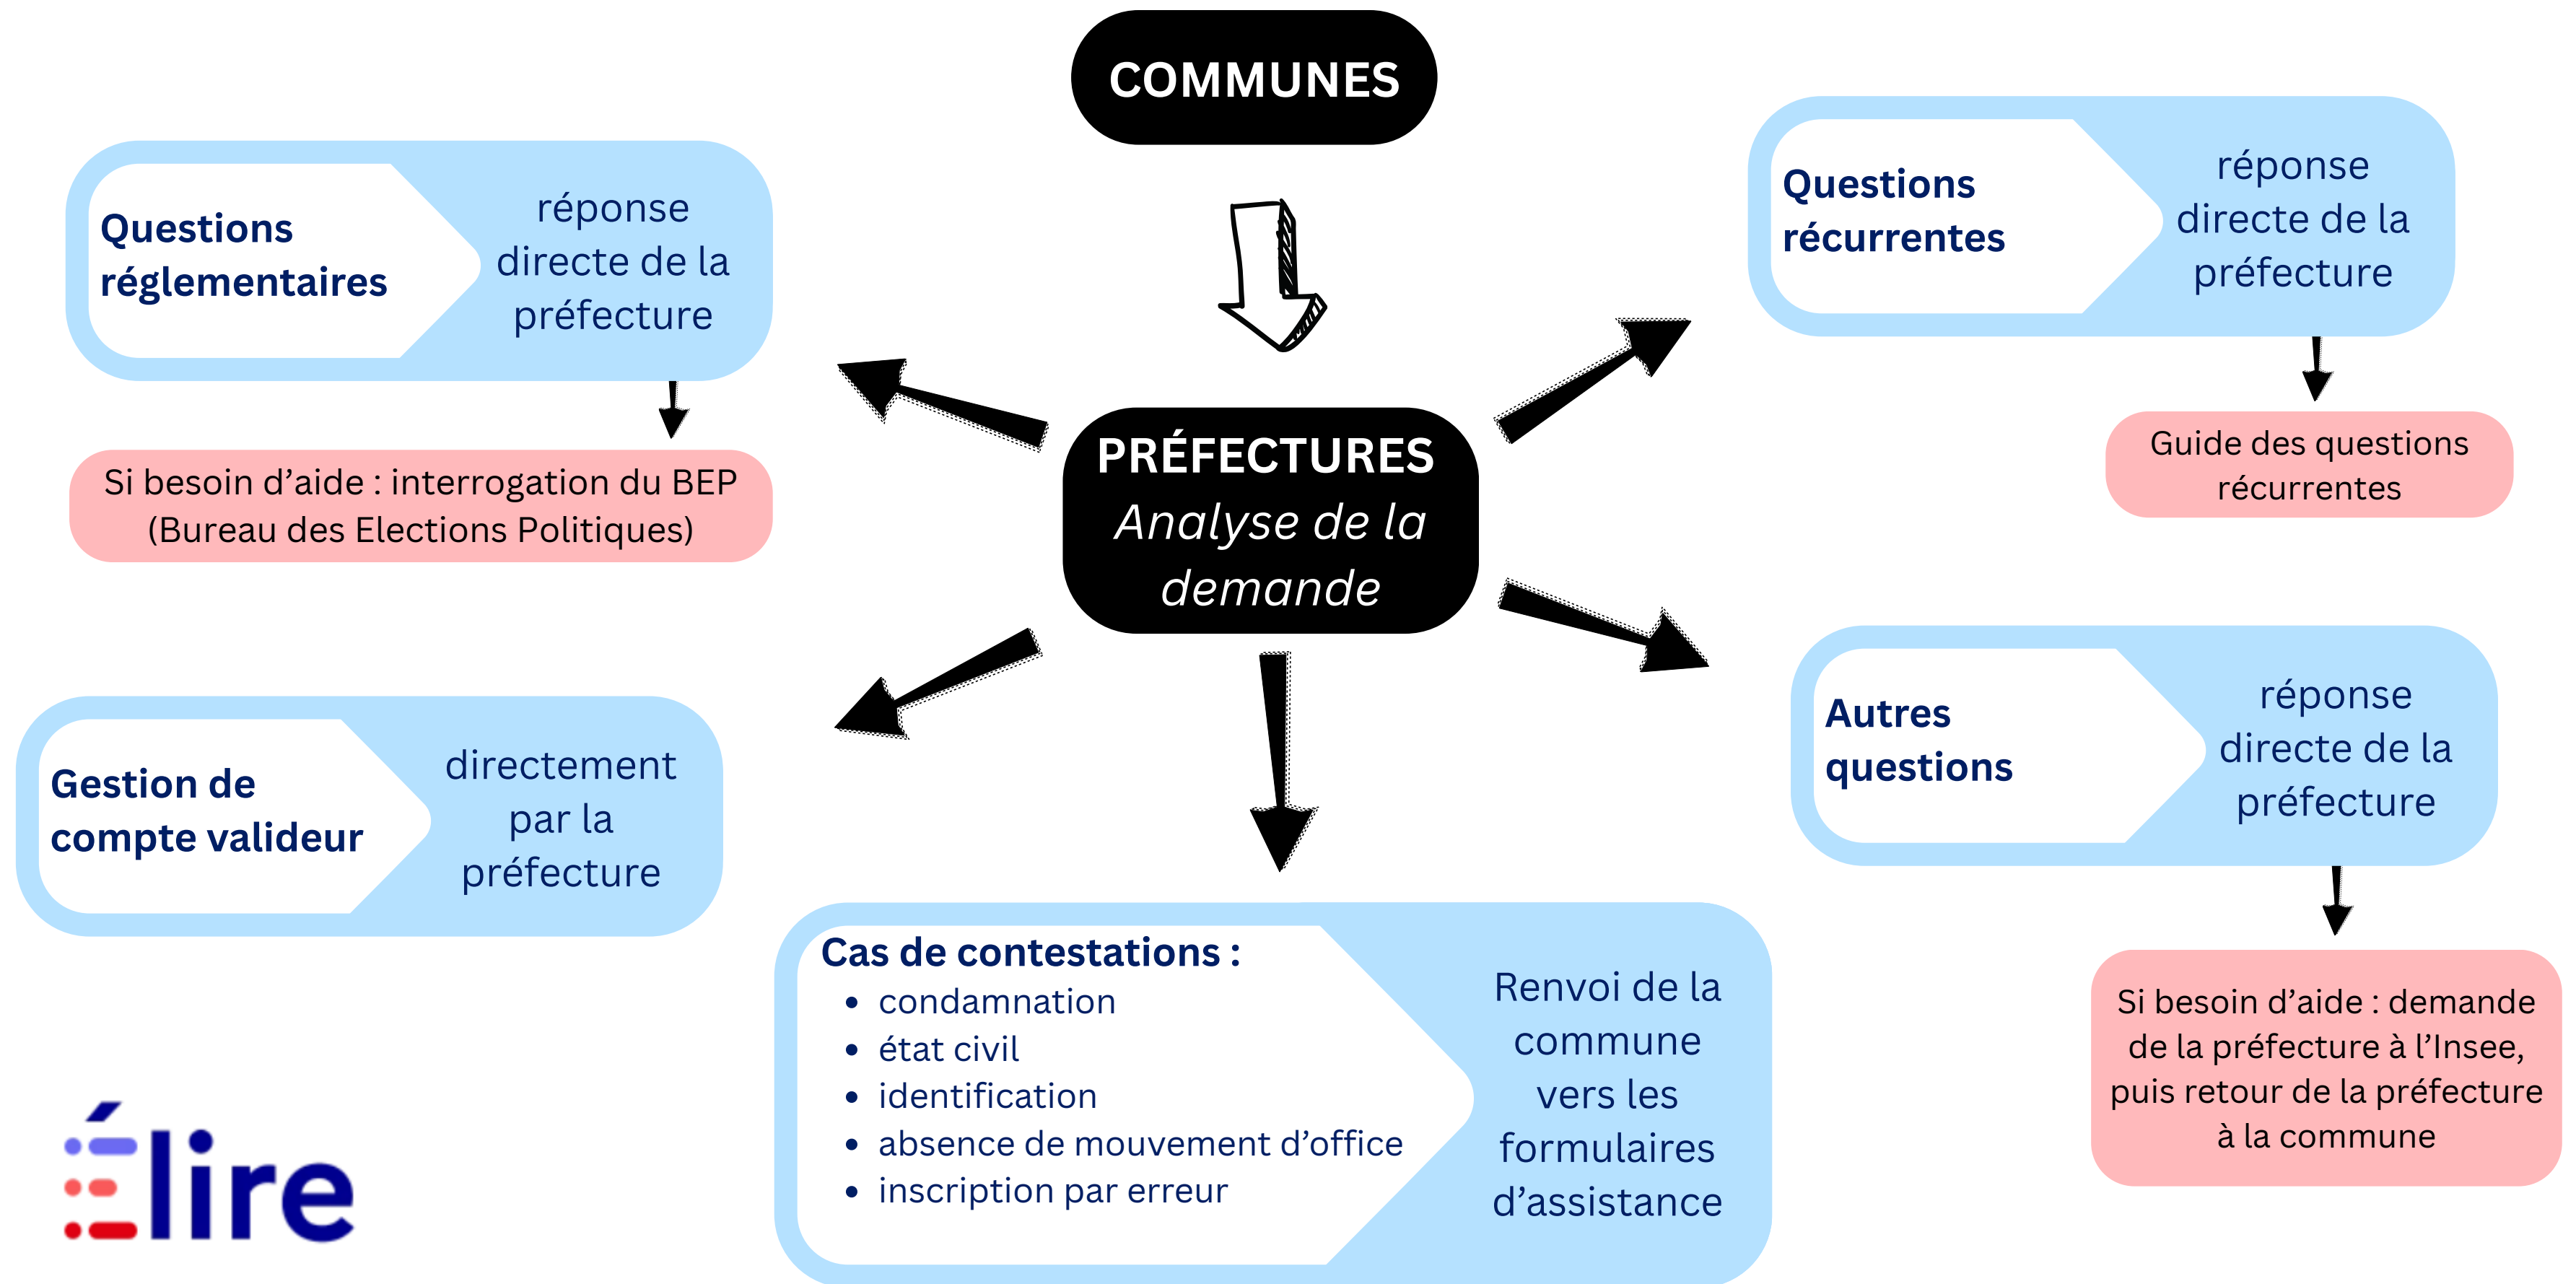 COMMUNES
Questions
réglementaires
réponse
directe de la
préfecture
Si besoin d’aide : interrogation du BEP
(Bureau des Elections Politiques)
Questions
récurrentes
réponse
directe de la
préfecture
Guide des questions
récurrentes
PRÉFECTURES
Analyse de la
demande
Gestion de
compte valideur
directement
par la
préfecture
Autres
questions
réponse
directe de la
préfecture
Si besoin d’aide : demande
de la préfecture à l’Insee,
puis retour de la préfecture
à la commune
Cas de contestations :
• condamnation
• état civil
• identification
• absence de mouvement d’office
• inscription par erreur
Renvoi de la
commune
vers les
formulaires
d’assistance
Élire